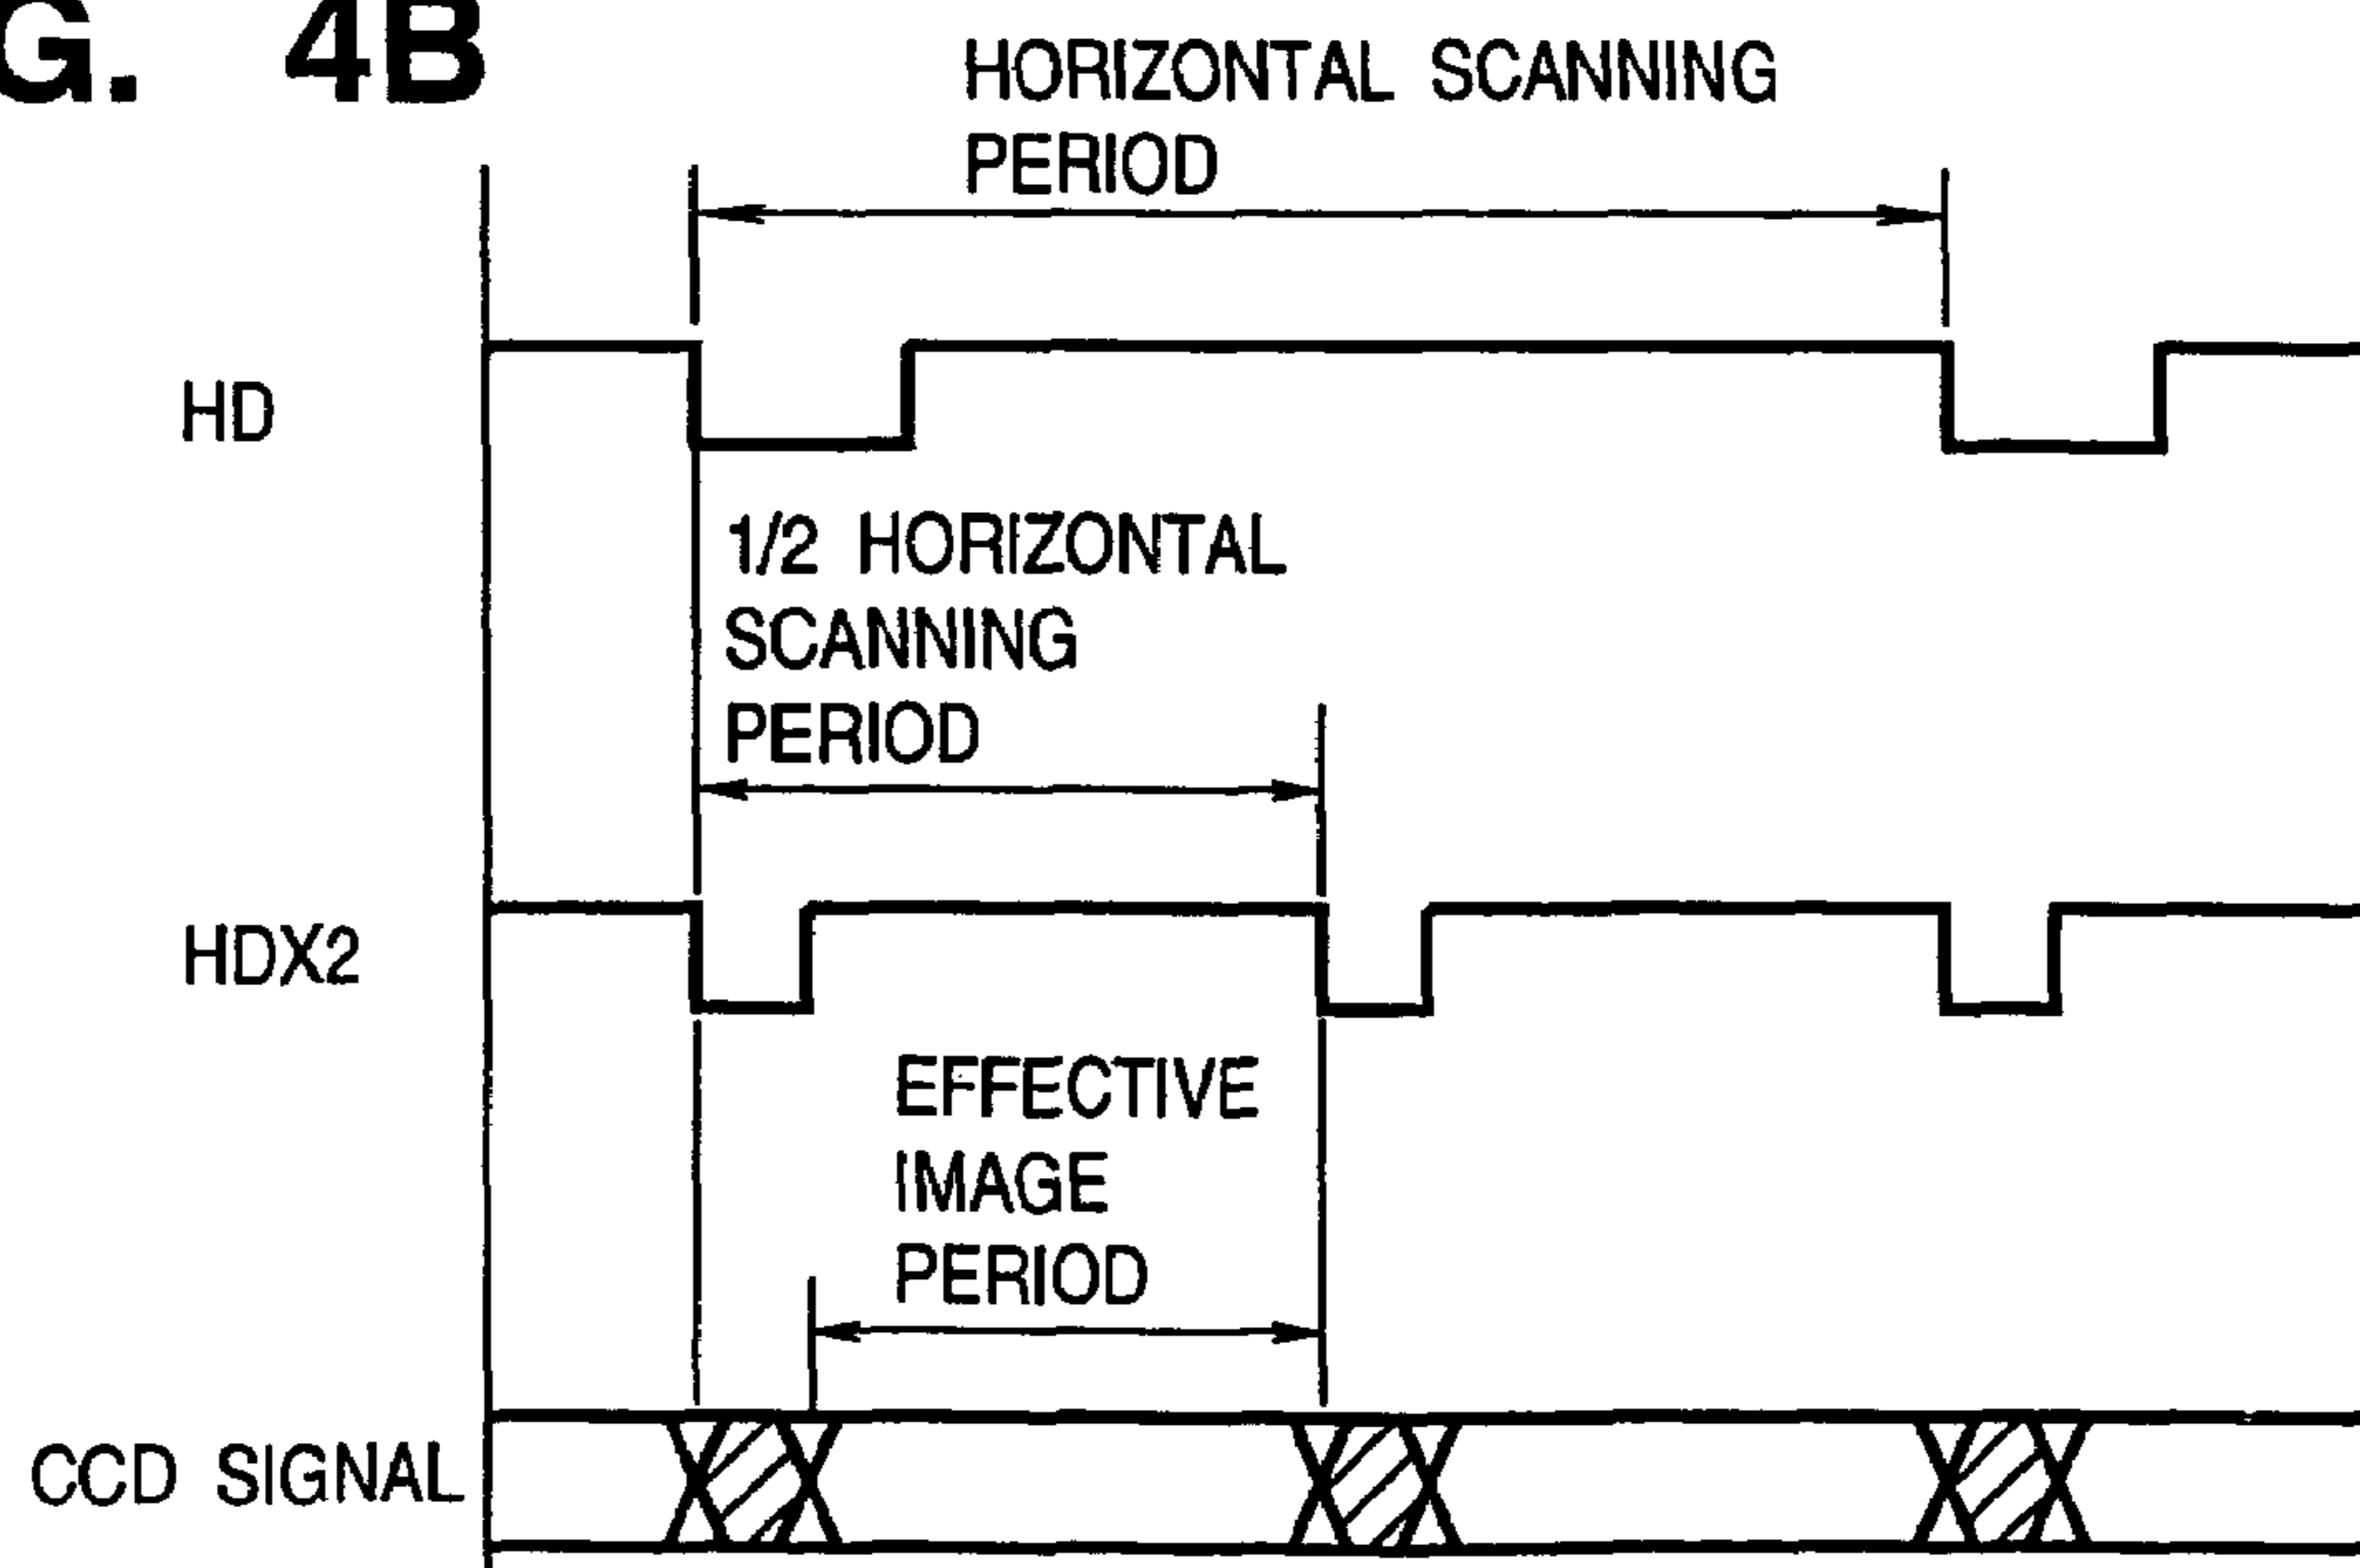 G. 4B
HORIZONTAL SCANNING
PERIOD
HD
1/2 HORIZONTAL
SCANNING
PERIOD
HDX2
EFFECTIVE
IMAGE
PERIOD
CCD SIGNAL